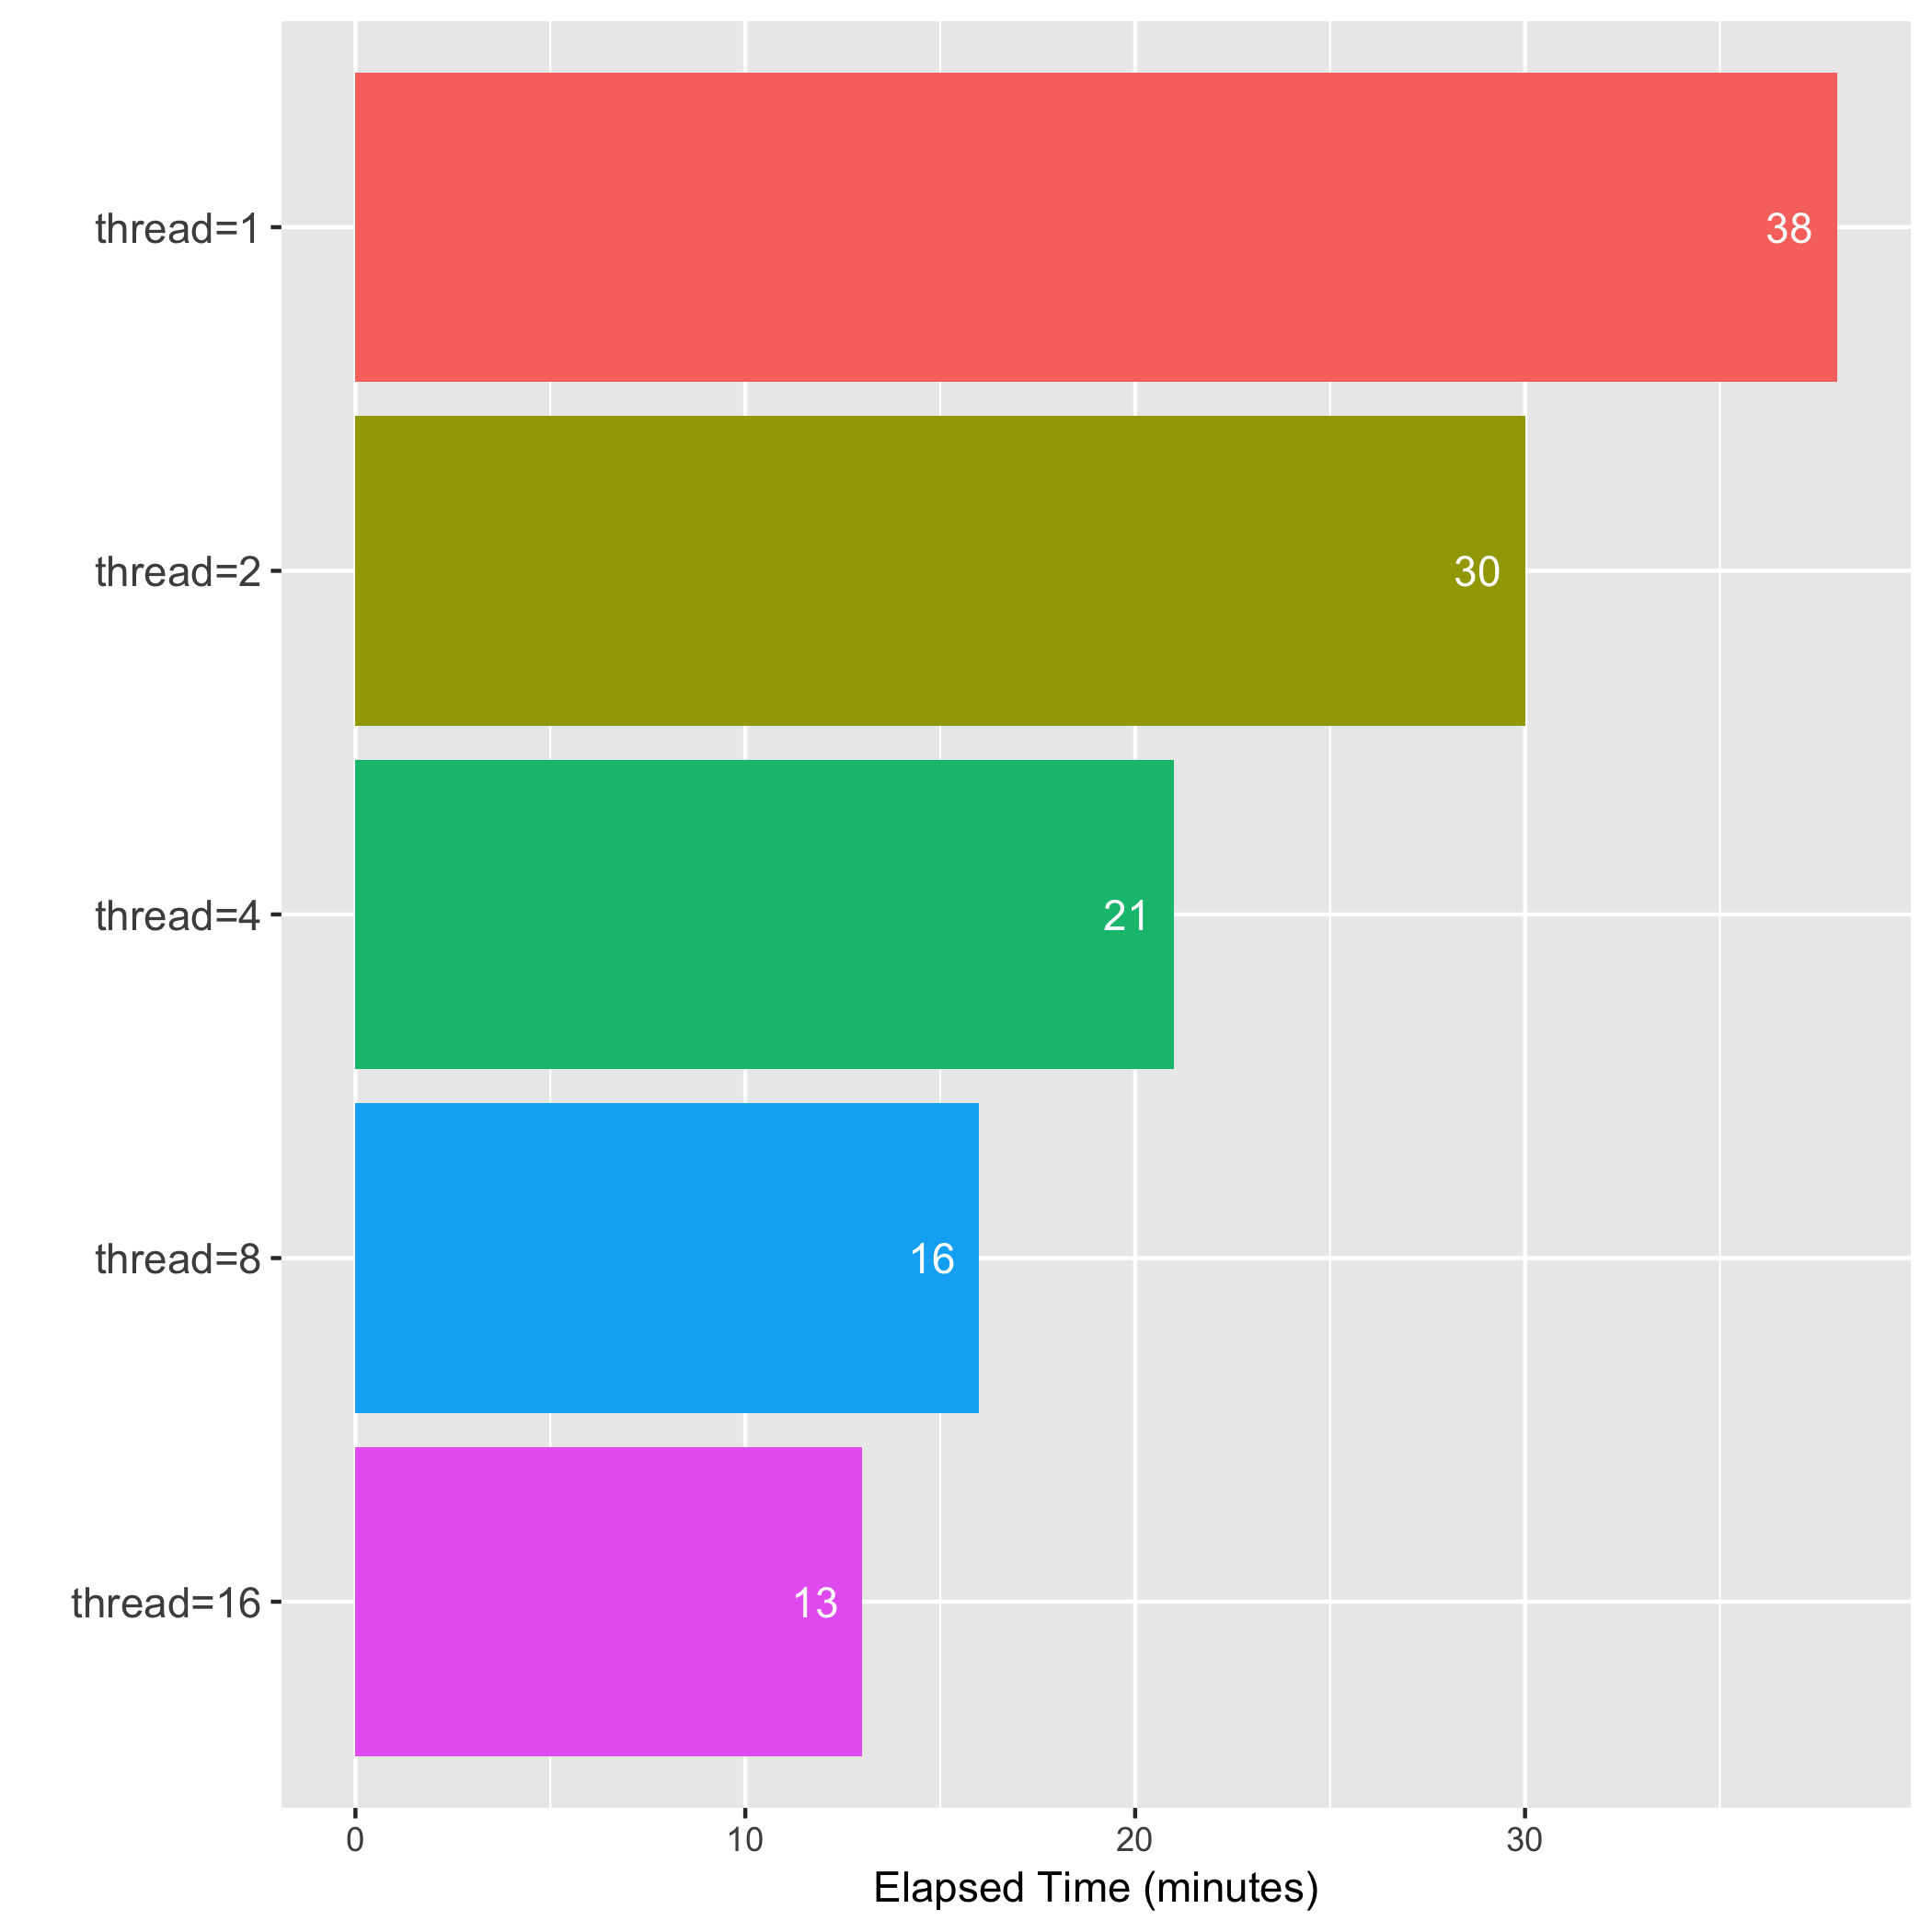 thread=1
38
thread=2
30
thread=4
21
thread=8
16
thread=16
13
0 10 20 30
Elapsed Time (minutes)